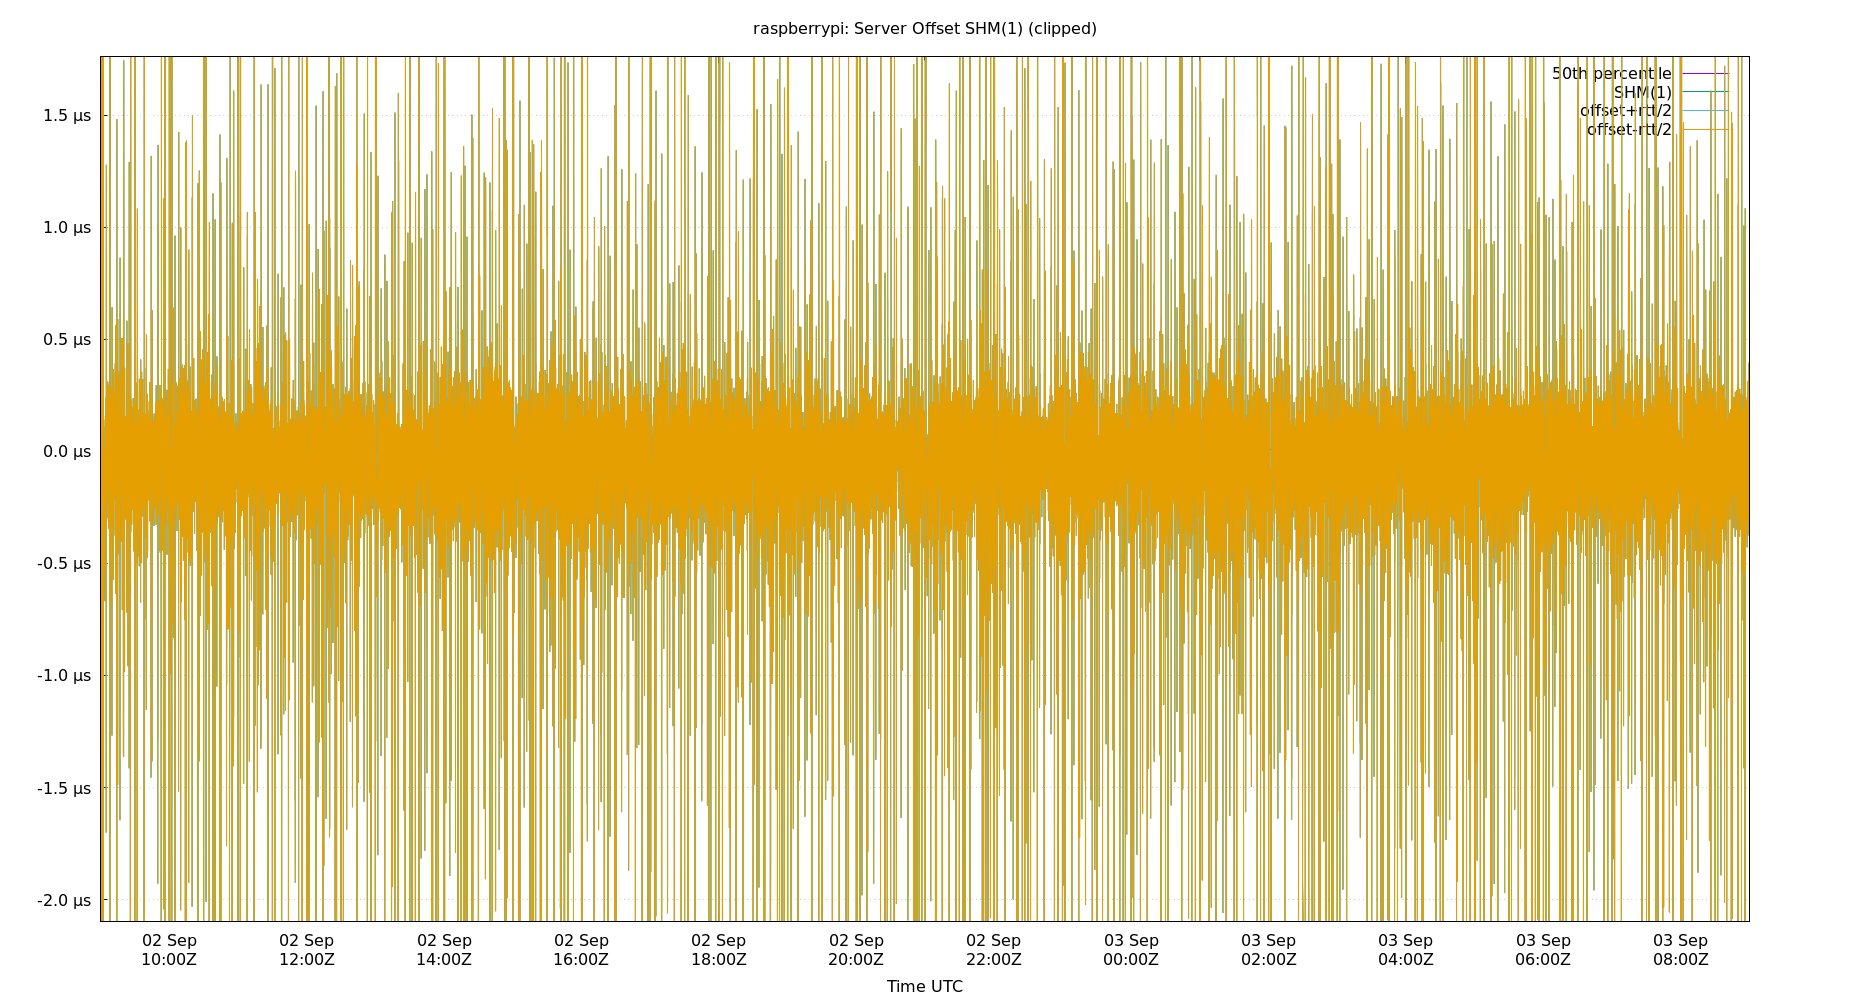 raspberrypi: Server Offset SHM(1) (clipped)
50th percentile
SHM(1)
offset+rtt/2
offset-rtt/2
1.5 µs
1.0 µs
0.5 µs
0.0 µs
-0.5 µs
-1.0 µs
-1.5 µs
-2.0 µs
02 Sep 02 Sep 02 Sep 02 Sep 02 Sep 02 Sep 02 Sep 03 Sep 03 Sep 03 Sep 03 Sep 03 Sep
10:00Z 12:00Z 14:00Z 16:00Z 18:00Z 20:00Z 22:00Z 00:00Z 02:00Z 04:00Z 06:00Z 08:00Z
Time UTC